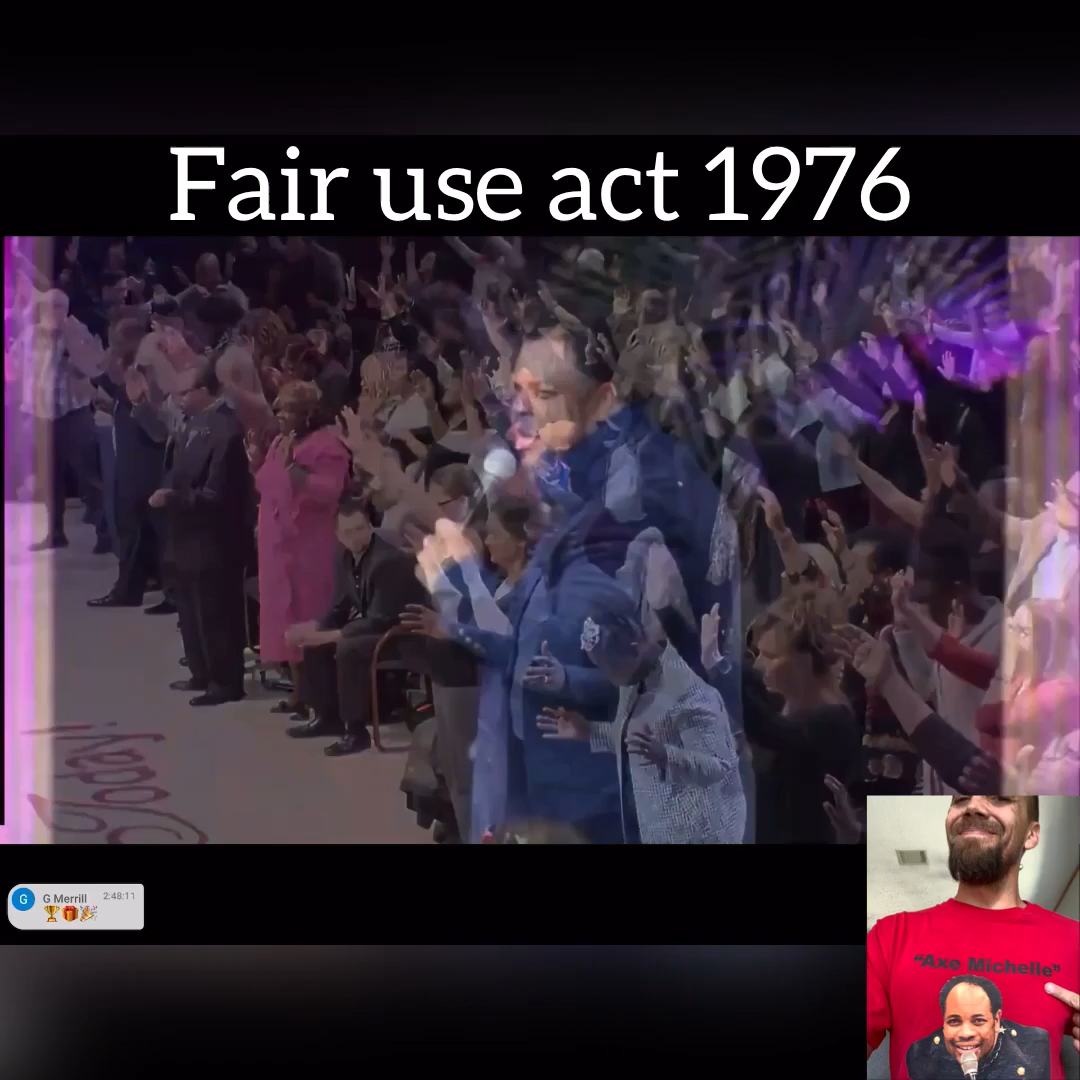 Fair use act 1976
G
G Merrill
2:48:11
🏆🎁🎉
“Axe Michelle”